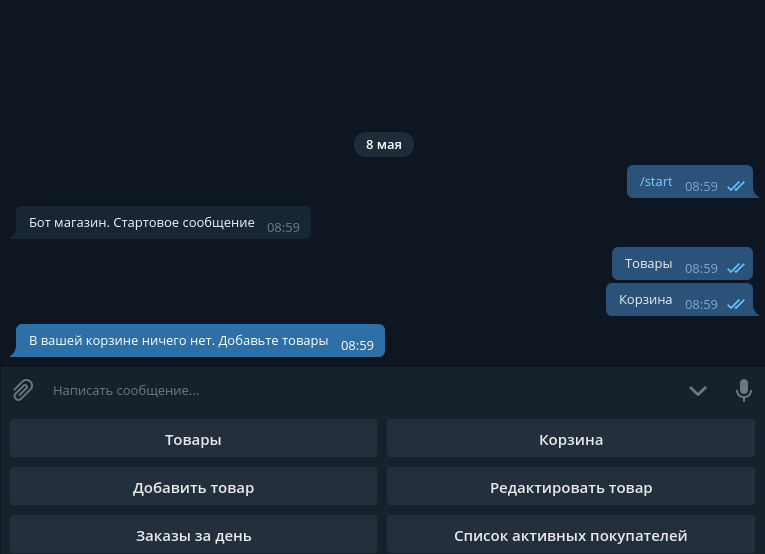 8 мая
/start 08:59
Бот магазин. Стартовое сообщение 08:59
Товары 08:59
Корзина 08:59
В вашей корзине ничего нет. Добавьте товары 08:59
Написать сообщение...
Товары Корзина
Добавить товар Редактировать товар
Заказы за день Список активных покупателей